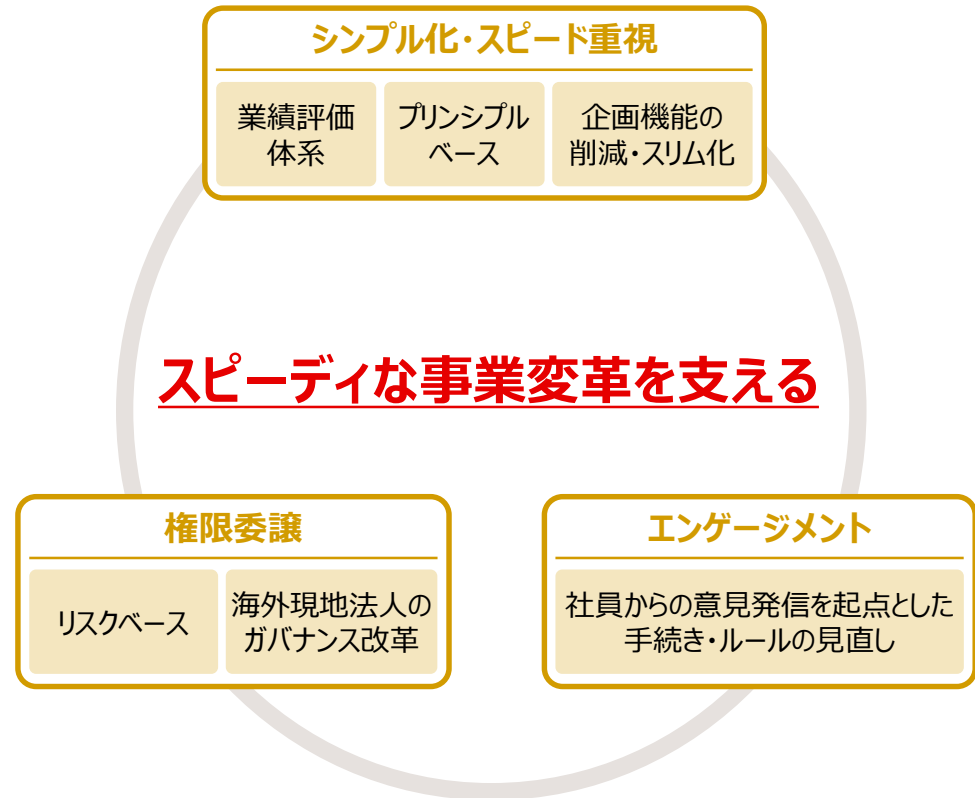 シンプル化・スピード重視
業績評価
体系
プリンシプル
ベース
企画機能の
削減・スリム化
スピーディな事業変革を支える
権限委譲
リスクベース
海外現地法人の
ガバナンス改革
エンゲージメント
社員からの意見発信を起点とした
手続き・ルールの見直し